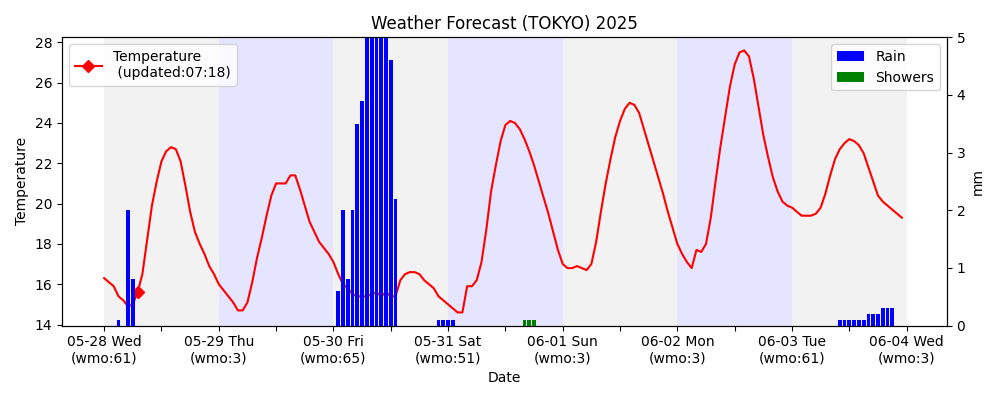 Weather Forecast (TOKYO) 2025
Temperature
(updated:07:18)
Rain
Showers
28
26
24
22
20
18
16
14
Temperature
5
4
3
2
1
0
mm
05-28 Wed
(wmo:61)
05-29 Thu
(wmo:3)
05-30 Fri
(wmo:65)
05-31 Sat
(wmo:51)
06-01 Sun
(wmo:3)
06-02 Mon
(wmo:3)
06-03 Tue
(wmo:61)
06-04 Wed
(wmo:3)
Date